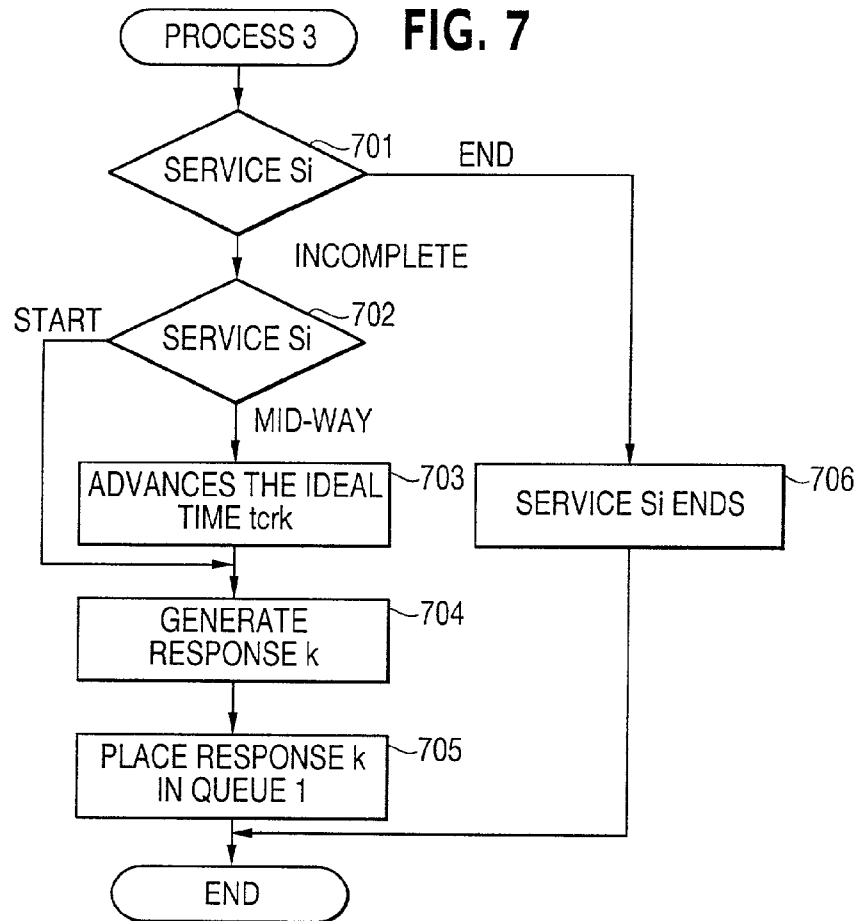 PROCESS 3
FIG. 7
701
SERVICE Si
END
INCOMPLETE
START
702
SERVICE Si
MID-WAY
ADVANCES THE IDEAL
TIME tcrk
703
SERVICE Si ENDS
706
GENERATE
RESPONSE k
704
PLACE RESPONSE k
IN QUEUE 1
705
END